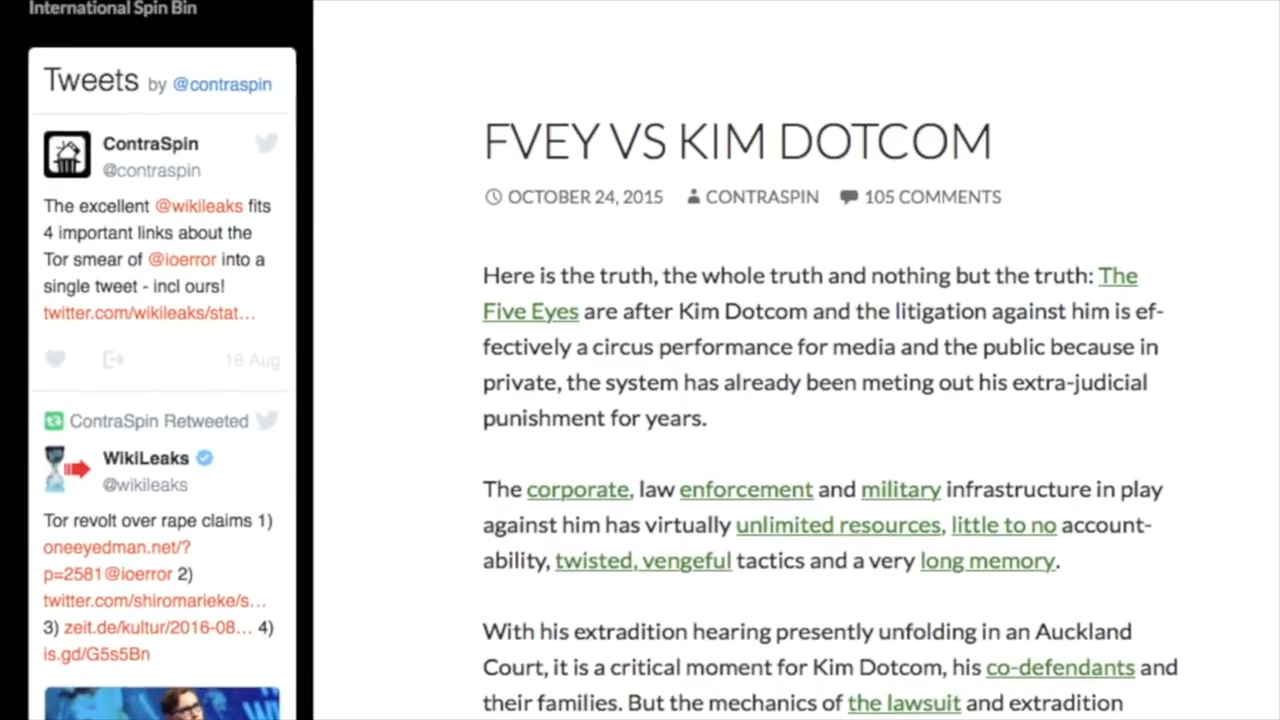 International Spin Bin
Tweets by @contraspin
ContraSpin
@contraspin
The excellent @wikileaks fits
4 important links about the
Tor smear of @ioerror into a
single tweet - incl ours!
twitter.com/wikileaks/stat…
18 Aug
ContraSpin Retweeted
WikiLeaks
@wikileaks
Tor revolt over rape claims 1)
oneeyedman.net/?
p=2581@ioerror 2)
twitter.com/shiromarieke/s…
3) zeit.de/kultur/2016-08… 4)
is.gd/G5s5Bn
FVEY VS KIM DOTCOM
OCTOBER 24, 2015 CONTRASPIN 105 COMMENTS
Here is the truth, the whole truth and nothing but the truth: The
Five Eyes are after Kim Dotcom and the litigation against him is ef-
fectively a circus performance for media and the public because in
private, the system has already been meting out his extra-judicial
punishment for years.
The corporate, law enforcement and military infrastructure in play
against him has virtually unlimited resources, little to no account-
ability, twisted, vengeful tactics and a very long memory.
With his extradition hearing presently unfolding in an Auckland
Court, it is a critical moment for Kim Dotcom, his co-defendants and
their families. But the mechanics of the lawsuit and extradition